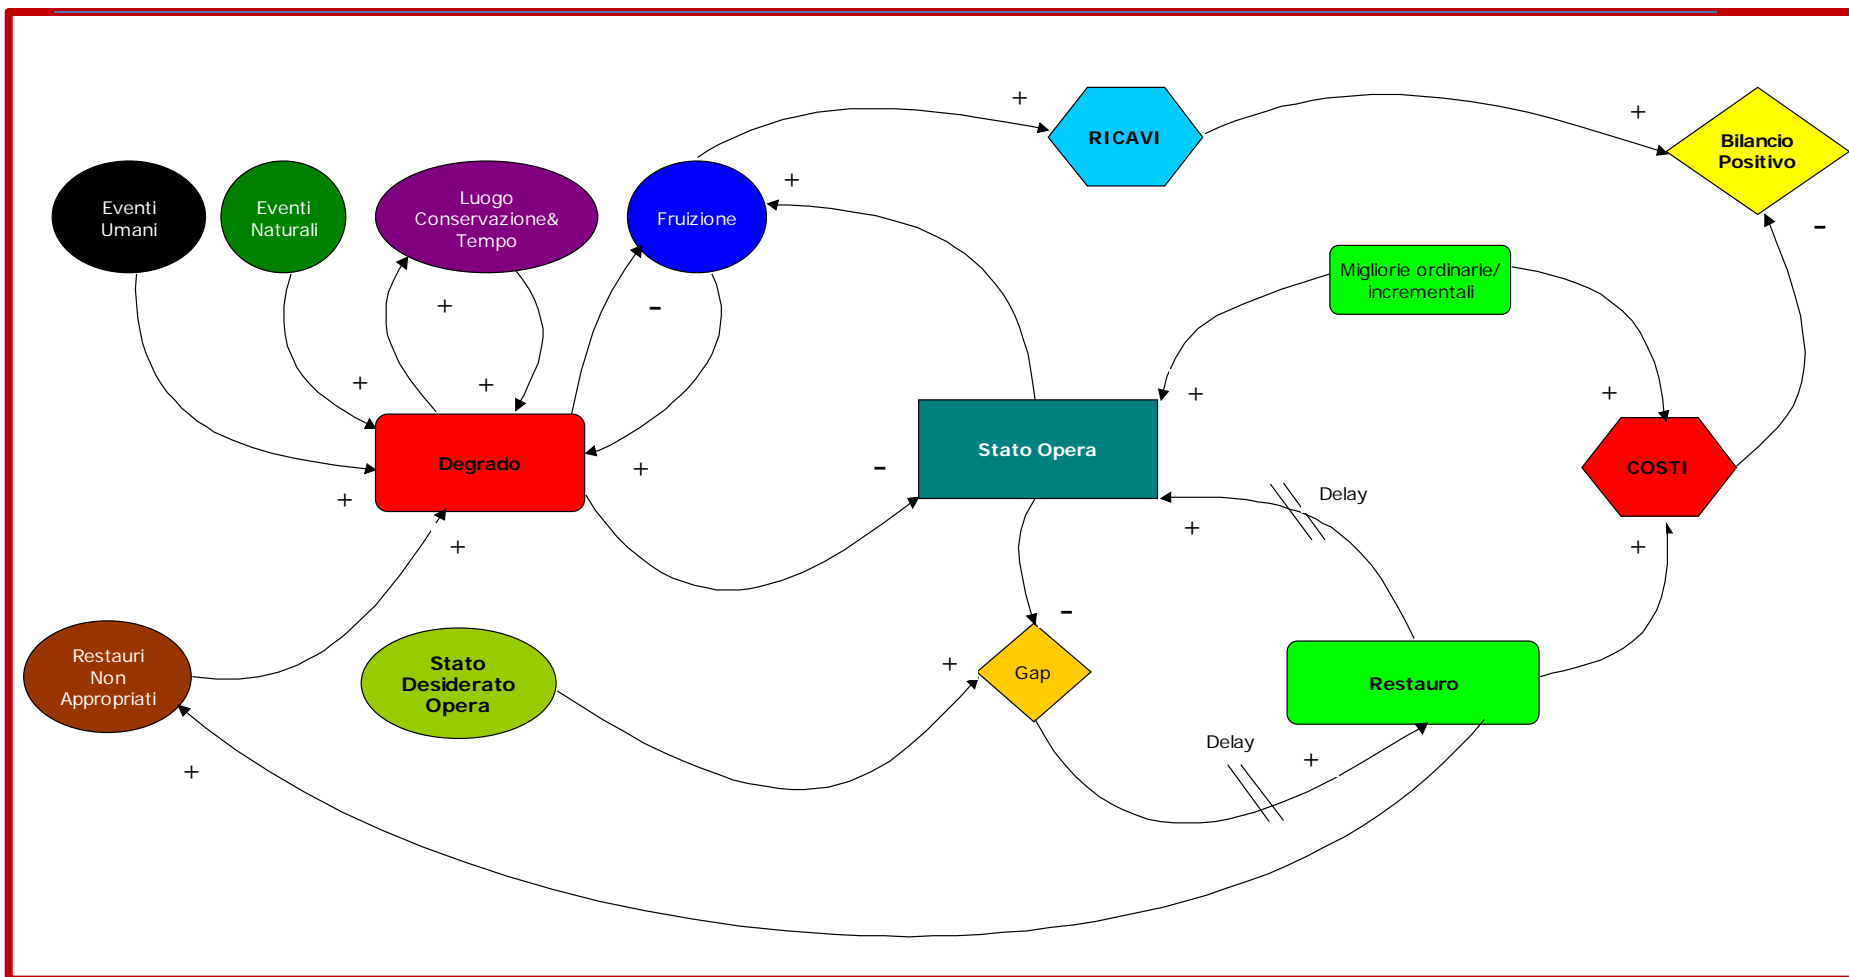 +
RICAVI
+
Bilancio
Positivo
Eventi
Umani
Eventi
Naturali
Luogo
Conservazione&
Tempo
Fruizione
+
-
Migliorie ordinarie/
incrementali
+
-
+
+
+
+
Degrado
+
-
Stato Opera
COSTI
+
Delay
+
+
+
Restauri
Non
Appropriati
Stato
Desiderato
Opera
+
-
Gap
Restauro
Delay
+
+